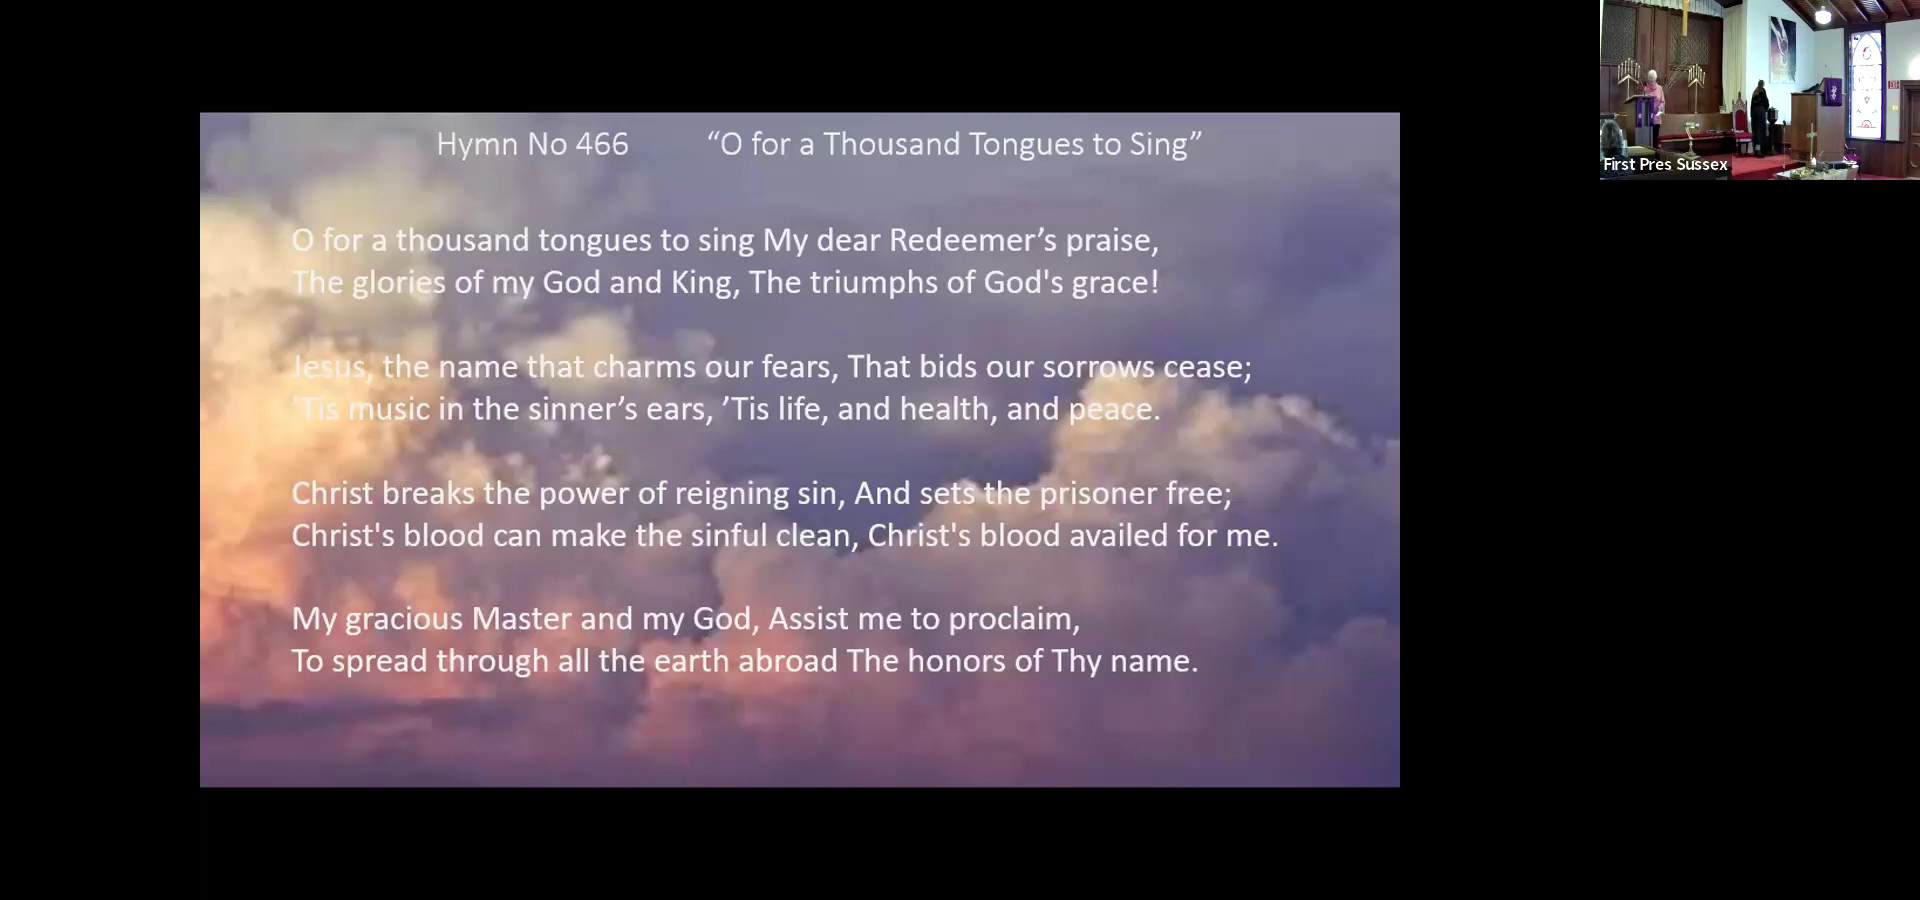 Hymn No 466 “O for a Thousand Tongues to Sing”
O for a thousand tongues to sing My dear Redeemer’s praise,
The glories of my God and King, The triumphs of God's grace!
Jesus, the name that charms our fears, That bids our sorrows cease;
’Tis music in the sinner’s ears, ’Tis life, and health, and peace.
Christ breaks the power of reigning sin, And sets the prisoner free;
Christ's blood can make the sinful clean, Christ's blood availed for me.
My gracious Master and my God, Assist me to proclaim,
To spread through all the earth abroad The honors of Thy name.
First Pres Sussex